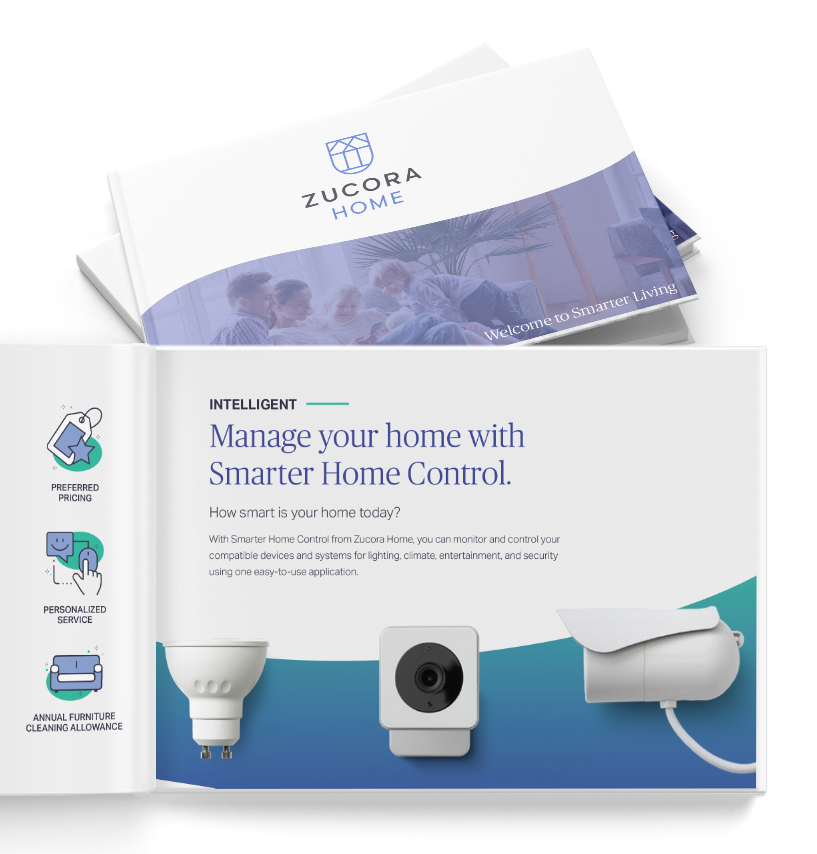 ZUCORA
HOME
Welcome to Smarter Living
PREFERRED
PRICING
PERSONALIZED
SERVICE
ANNUAL FURNITURE
CLEANING ALLOWANCE
INTELLIGENT
Manage your home with
Smarter Home Control.
How smart is your home today?
With Smarter Home Control from Zucora Home, you can monitor and control your
compatible devices and systems for lighting, climate, entertainment, and security
using one easy-to-use application.